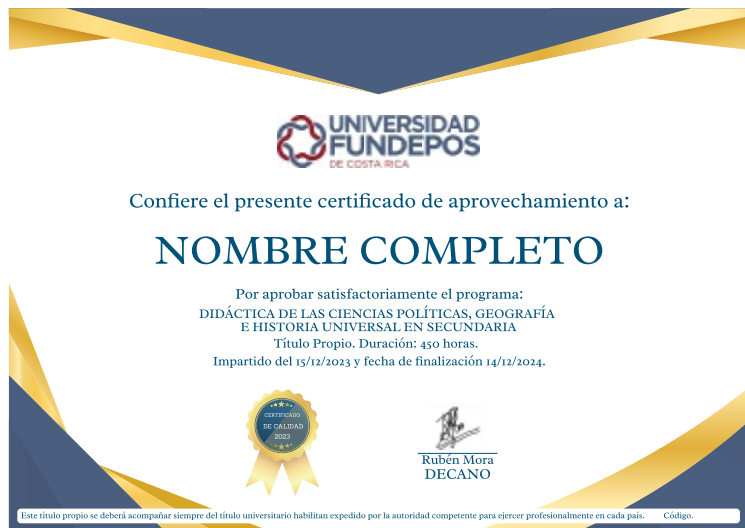 UNIVERSIDAD
FUNDEPOS
DE COSTA RICA
Confiere el presente certificado de aprovechamiento a:
NOMBRE COMPLETO
Por aprobar satisfactoriamente el programa:
DIDÁCTICA DE LAS CIENCIAS POLÍTICAS, GEOGRAFÍA
E HISTORIA UNIVERSAL EN SECUNDARIA
Título Propio. Duración: 450 horas.
Impartido del 15/12/2023 y fecha de finalización 14/12/2024.
CERTIFICADO
DE CALIDAD
2023
Rubén Mora
DECANO
Este título propio se deberá acompañar siempre del título universitario habilitan expedido por la autoridad competente para ejercer profesionalmente en cada país. Código.